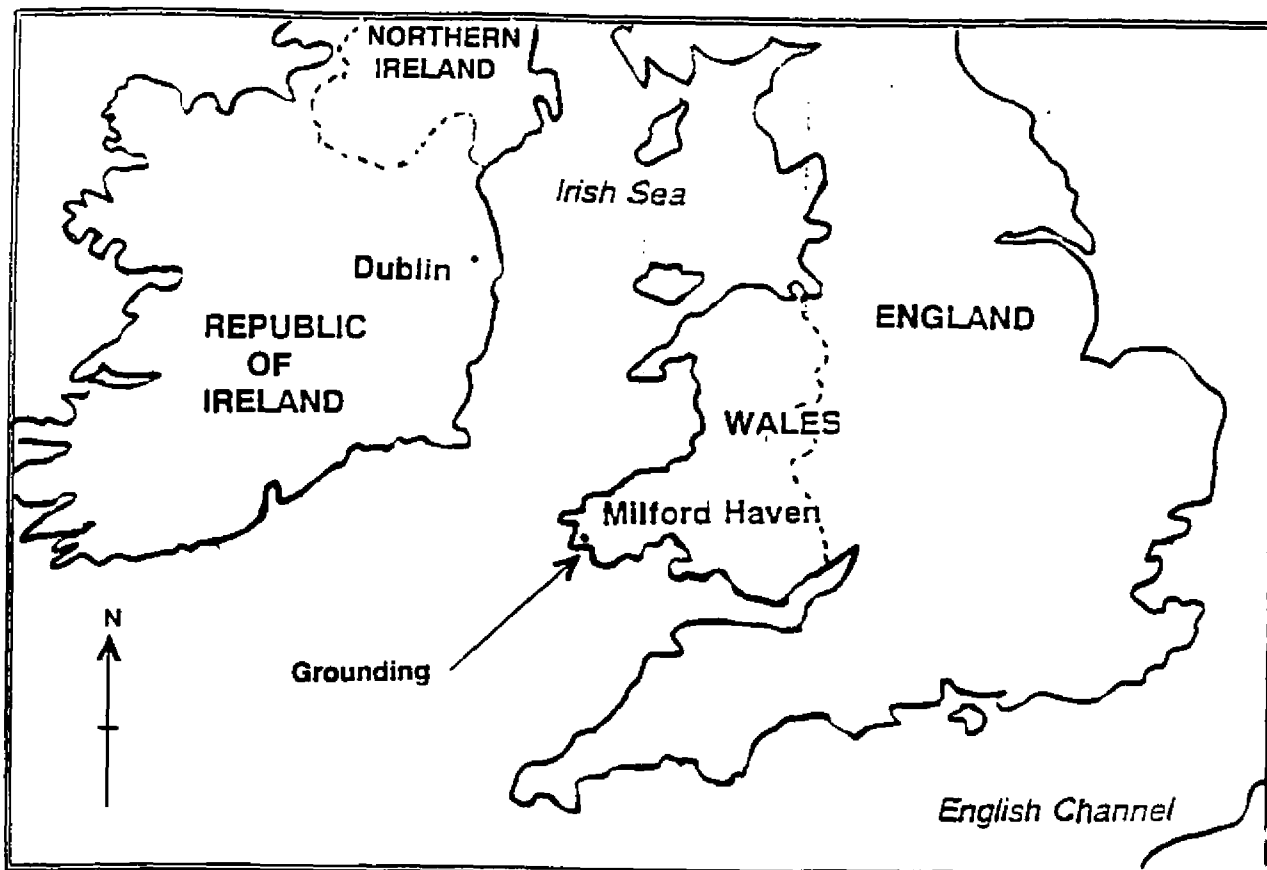 NORTHERN
IRELAND
Irish Sea
Dublin
REPUBLIC
OF
IRELAND
ENGLAND
WALES
Milford Haven
N
Grounding
English Channel